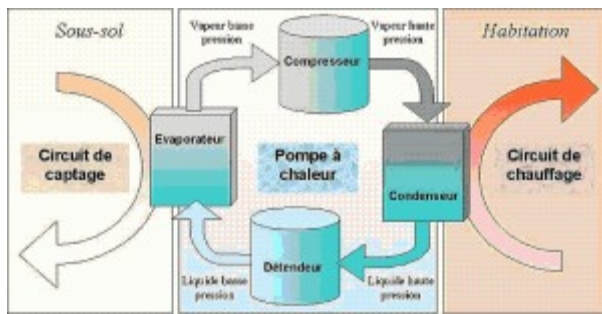 Sous-sol
Vapeur basse
pression
Vapeur haute
pression
Habitation
Compresseur
Evaporateur
Circuit de
captage
Pompe à
chaleur
Condenseur
Circuit de
chauffage
Détendeur
Liquide basse
pression
Liquide haute
pression